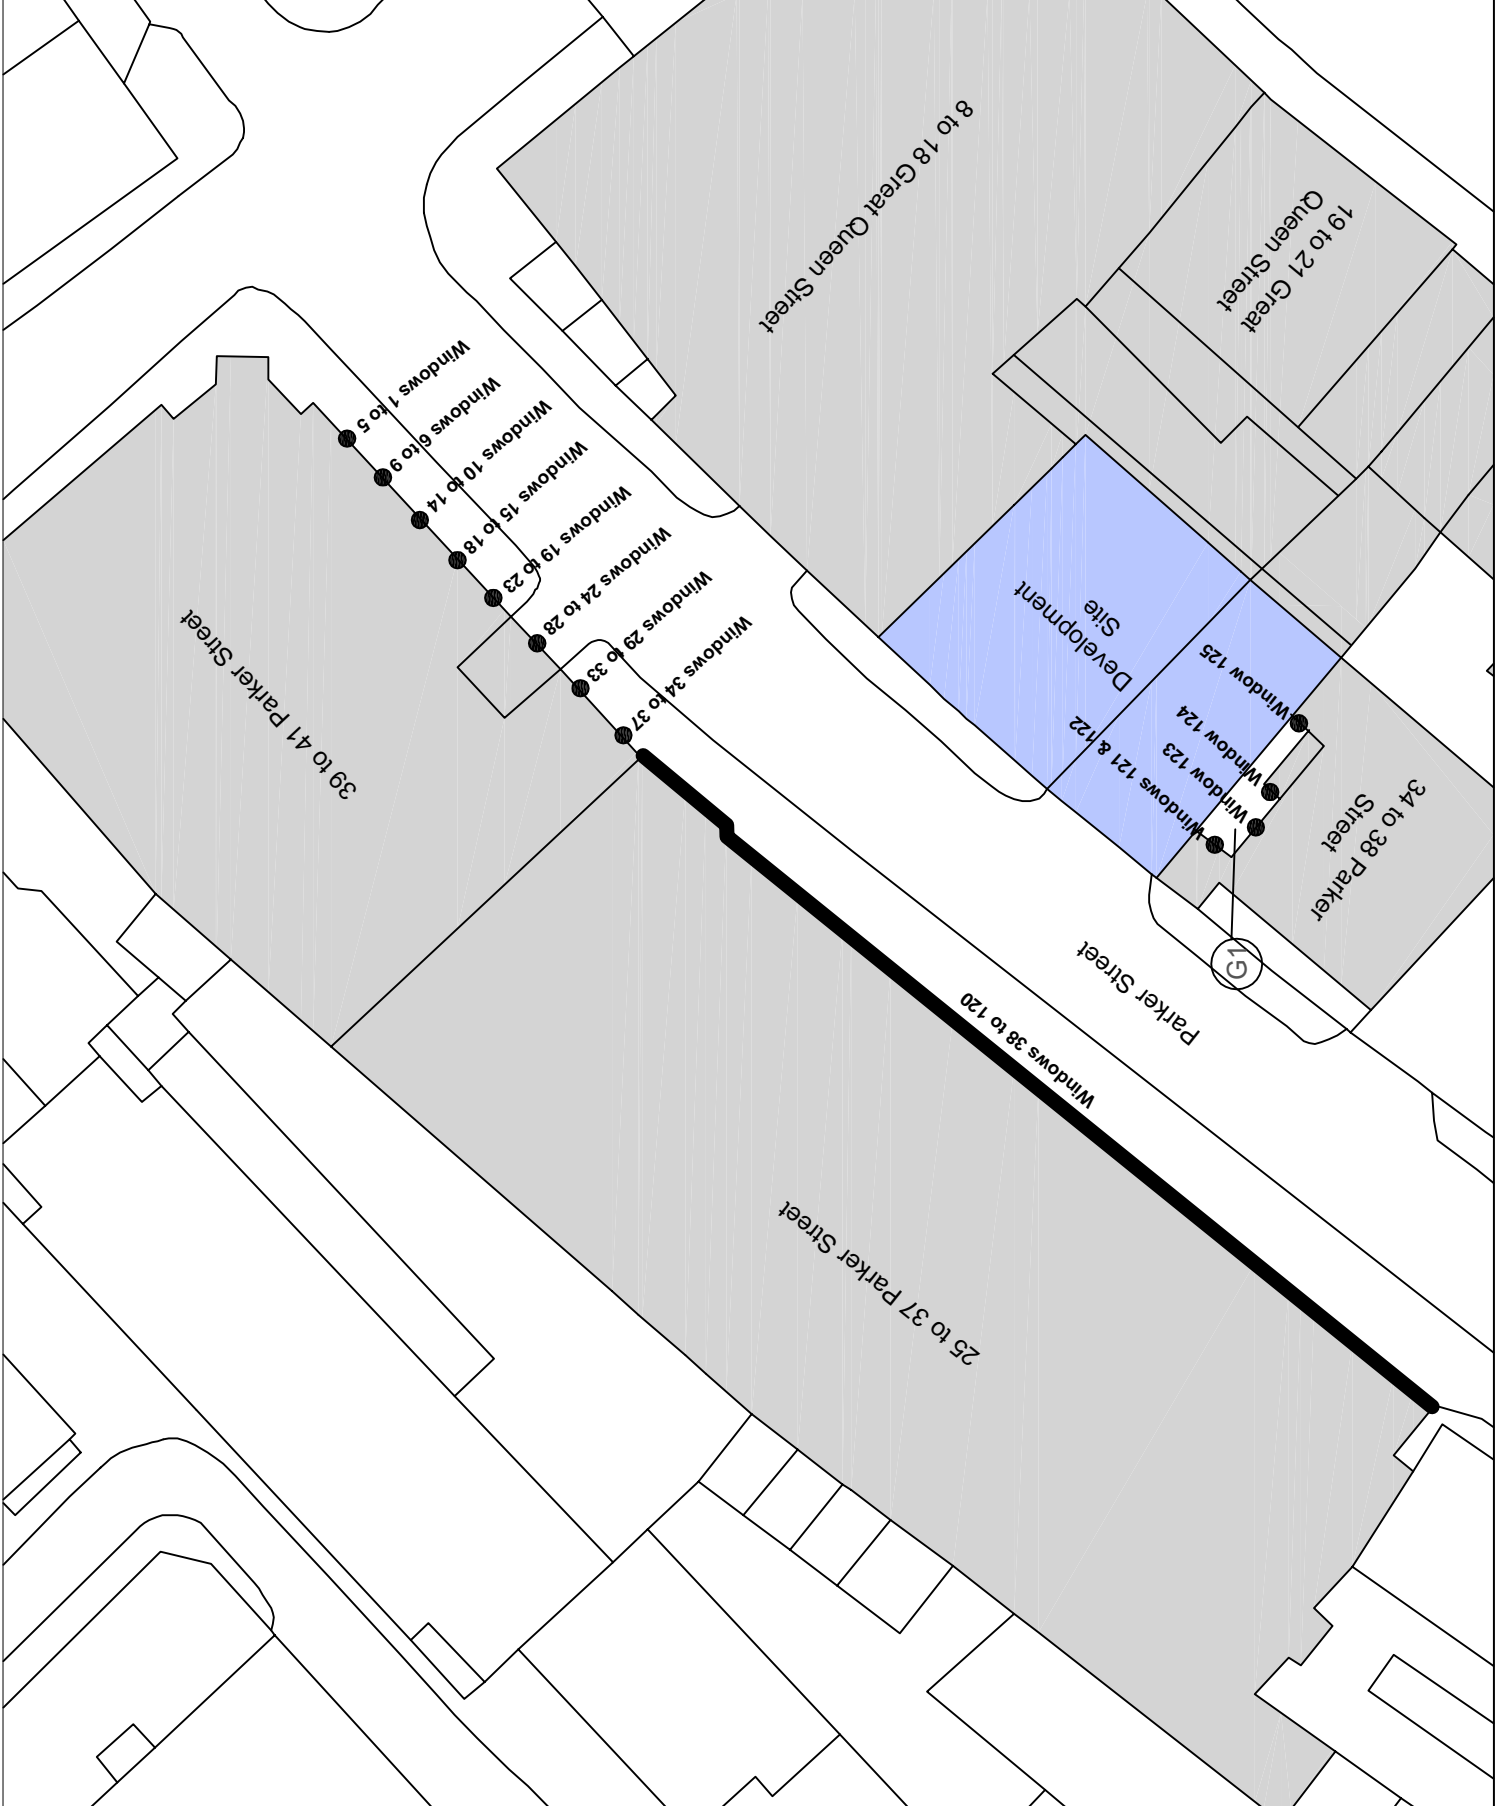 8 to 18 Great Queen Street
19 to 21 Great
Queen Street
Windows 1 to 5
Windows 6 to 9
Windows 10 to 14
Windows 15 to 18
Windows 19 to 23
Windows 24 to 28
Windows 29 to 33
Windows 34 to 37
39 to 41 Parker Street
Development
Site
Window 125
Window 124
Window 123
Windows 121 & 122
34 to 38 Parker
Street
G1
Parker Street
Windows 38 to 120
25 to 37 Parker Street